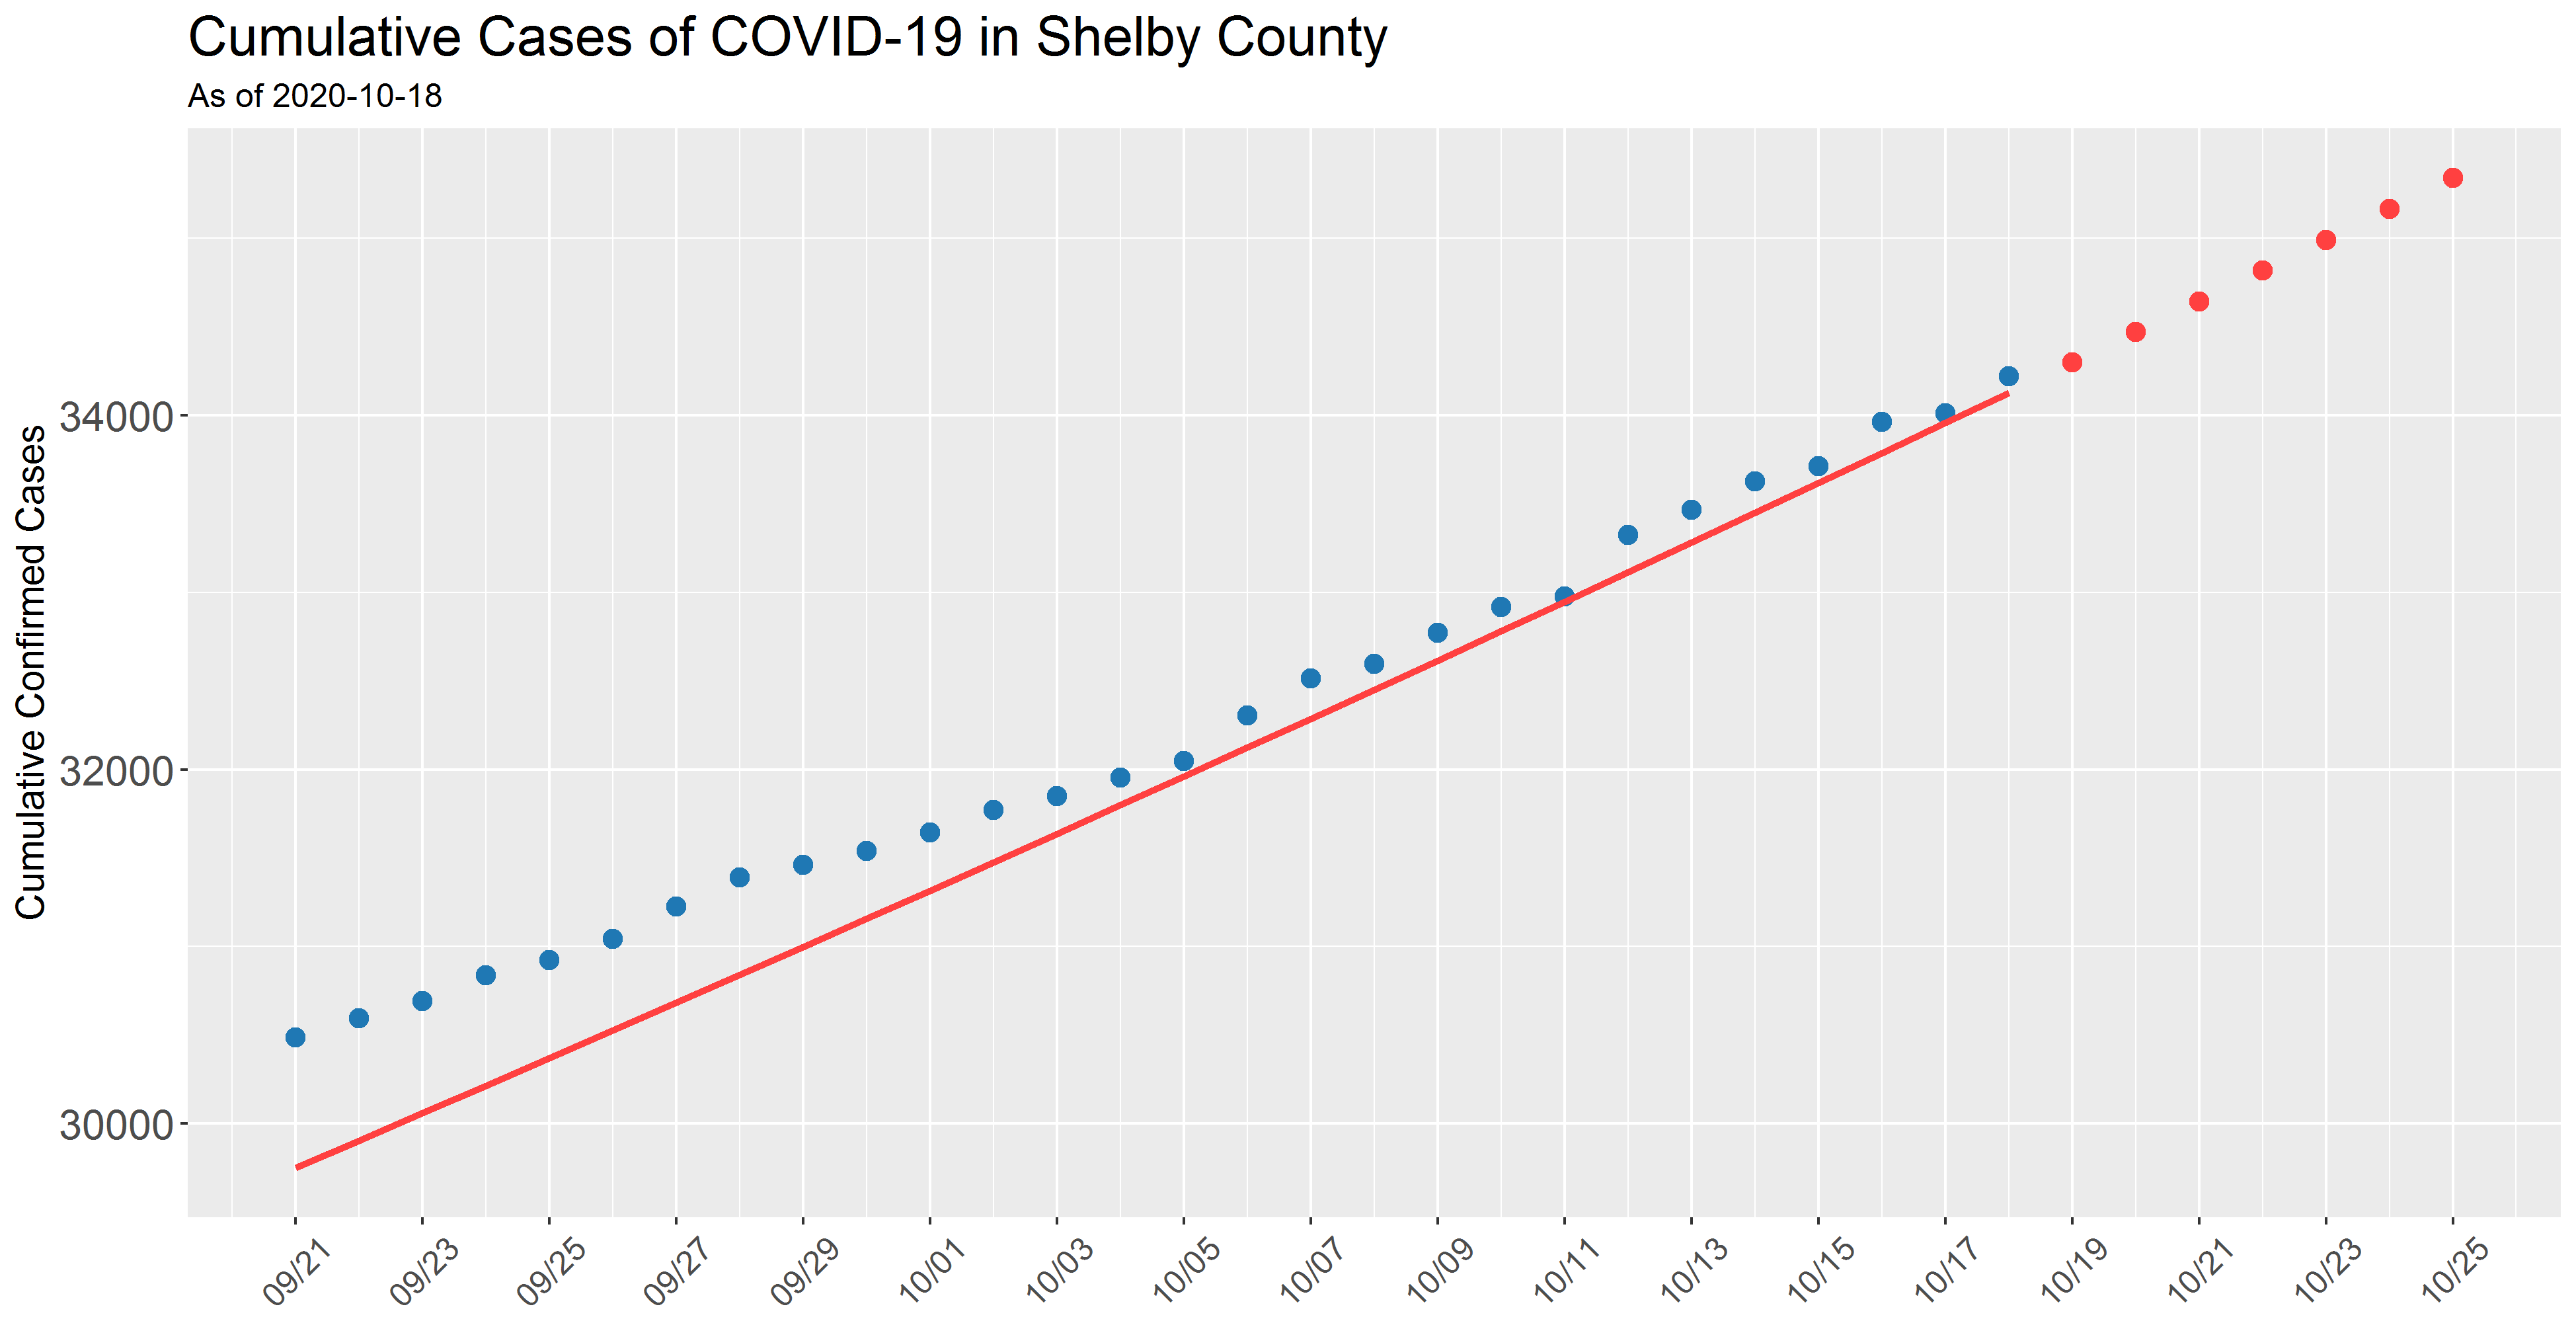 Cumulative Cases of COVID-19 in Shelby County
As of 2020-10-18
Cumulative Confirmed Cases
34000
32000
30000
09/21 09/23 09/25 09/27 09/29 10/01 10/03 10/05 10/07 10/09 10/11 10/13 10/15 10/17 10/19 10/21 10/23 10/25